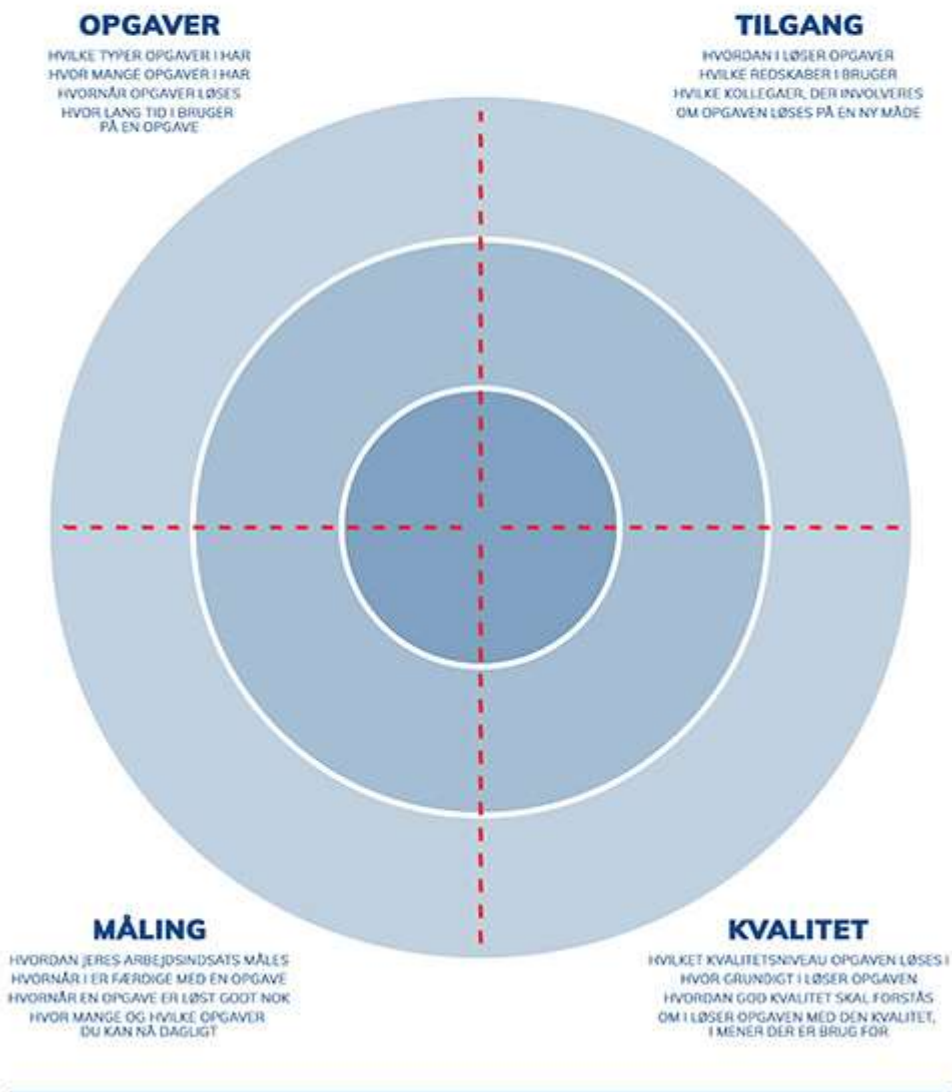 OPGAVER
HVILKE TYPER OPGAVER I HAR
HVOR MANGE OPGAVER I HAR
HVORNÅR OPGAVER LØSES
HVOR LANG TID I BRUGER
PÅ EN OPGAVE
TILGANG
HVORDAN I LØSER OPGAVER
HVILKE REDSKABER I BRUGER
HVILKE KOLLEGAER, DER INVOLVERES
OM OPGAVEN LØSES PÅ EN NY MÅDE
MÅLING
HVORDAN JERES ARBEJDSINDSATS MÅLES
HVORNÅR I ER FÆRDIGE MED EN OPGAVE
HVORNÅR EN OPGAVE ER LØST GODT NOK
HVOR MANGE OG HVILKE OPGAVER
DU KAN NÅ DAGLIGT
KVALITET
HVILKET KVALITETSNIVEAU OPGAVEN LØSES I
HVOR GRUNDIGT I LØSER OPGAVEN
HVORDAN GOD KVALITET SKAL FORSTÅS
OM I LØSER OPGAVEN MED DEN KVALITET,
I MENER DER ER BRUG FOR